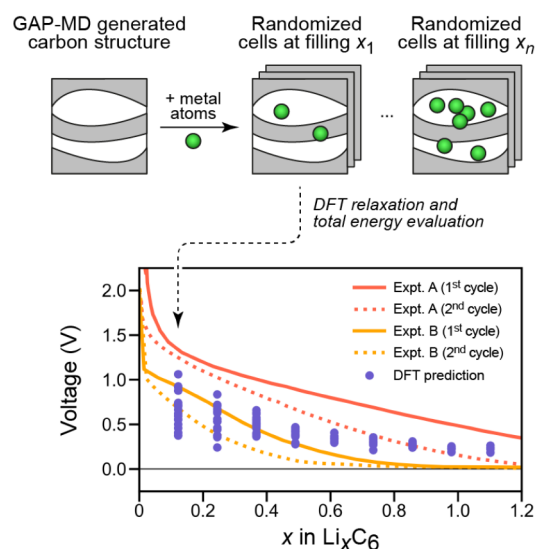 GAP-MD generated
carbon structure
Randomized
cells at filling x1
Randomized
cells at filling xn
+ metal
atoms
...
DFT relaxation and
total energy evaluation
Voltage (V)
2.0
1.5
1.0
0.5
0.0
Expt. A (1st cycle)
Expt. A (2nd cycle)
Expt. B (1st cycle)
Expt. B (2nd cycle)
DFT prediction
0 0.2 0.4 0.6 0.8 1.0 1.2
x in LixC6